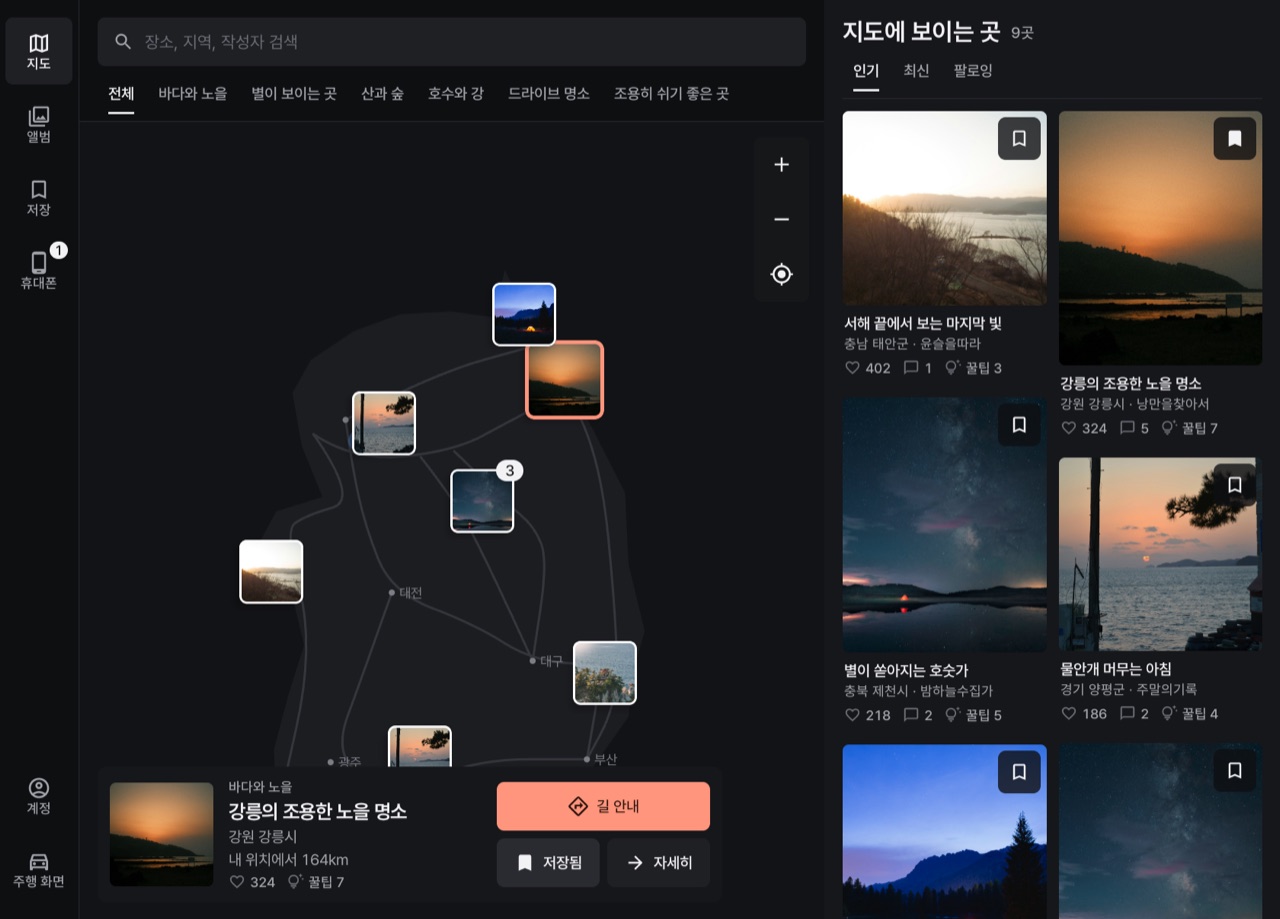 지도
앨범
저장
1
휴대폰
계정
주행 화면
장소, 지역, 작성자 검색
전체 바다와 노을 별이 보이는 곳 산과 숲 호수와 강 드라이브 명소 조용히 쉬기 좋은 곳
3
대전
대구
광주
부산
바다와 노을
강릉의 조용한 노을 명소
강원 강릉시
내 위치에서 164km
324 꿀팁 7
길 안내
저장됨
자세히
지도에 보이는 곳 9곳
인기 최신 팔로잉
서해 끝에서 보는 마지막 빛
충남 태안군 · 윤슬을따라
402 1 꿀팁 3
강릉의 조용한 노을 명소
강원 강릉시 · 낭만을찾아서
324 5 꿀팁 7
별이 쏟아지는 호숫가
충북 제천시 · 밤하늘수집가
218 2 꿀팁 5
물안개 머무는 아침
경기 양평군 · 주말의기록
186 2 꿀팁 4